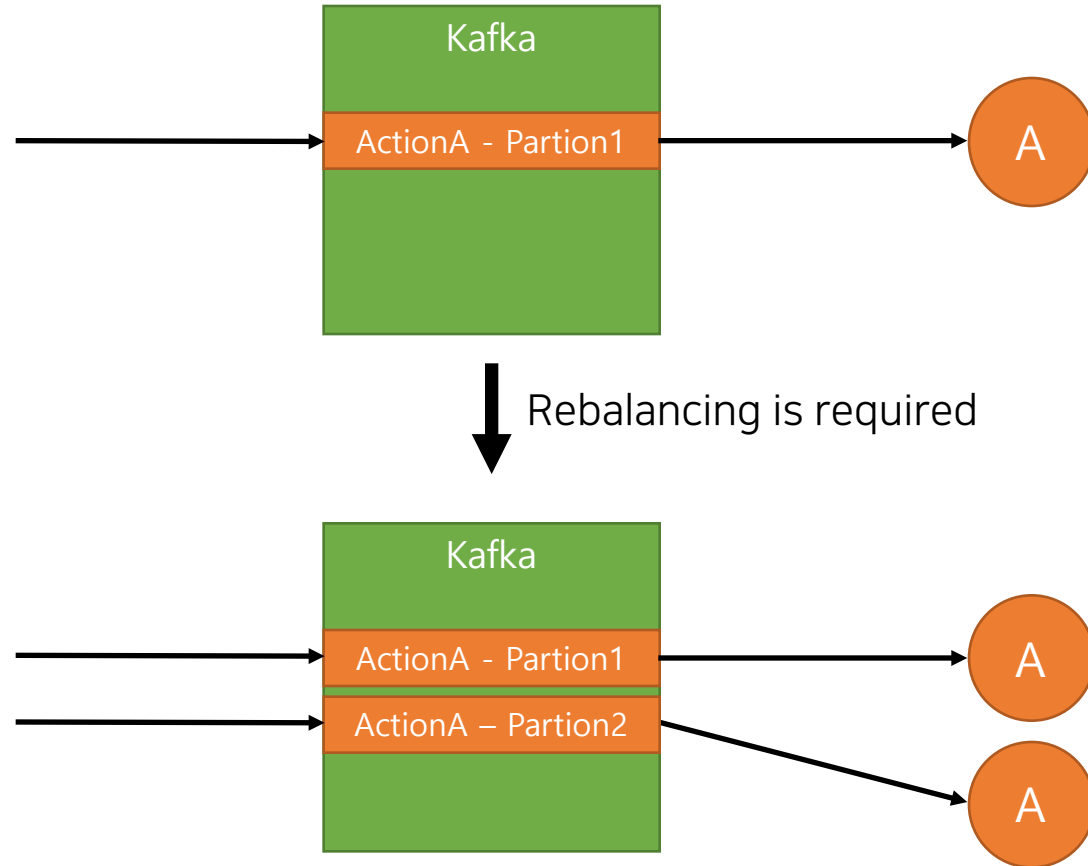 Kafka
ActionA - Partion1
A
Rebalancing is required
Kafka
ActionA - Partion1
A
ActionA – Partion2
A